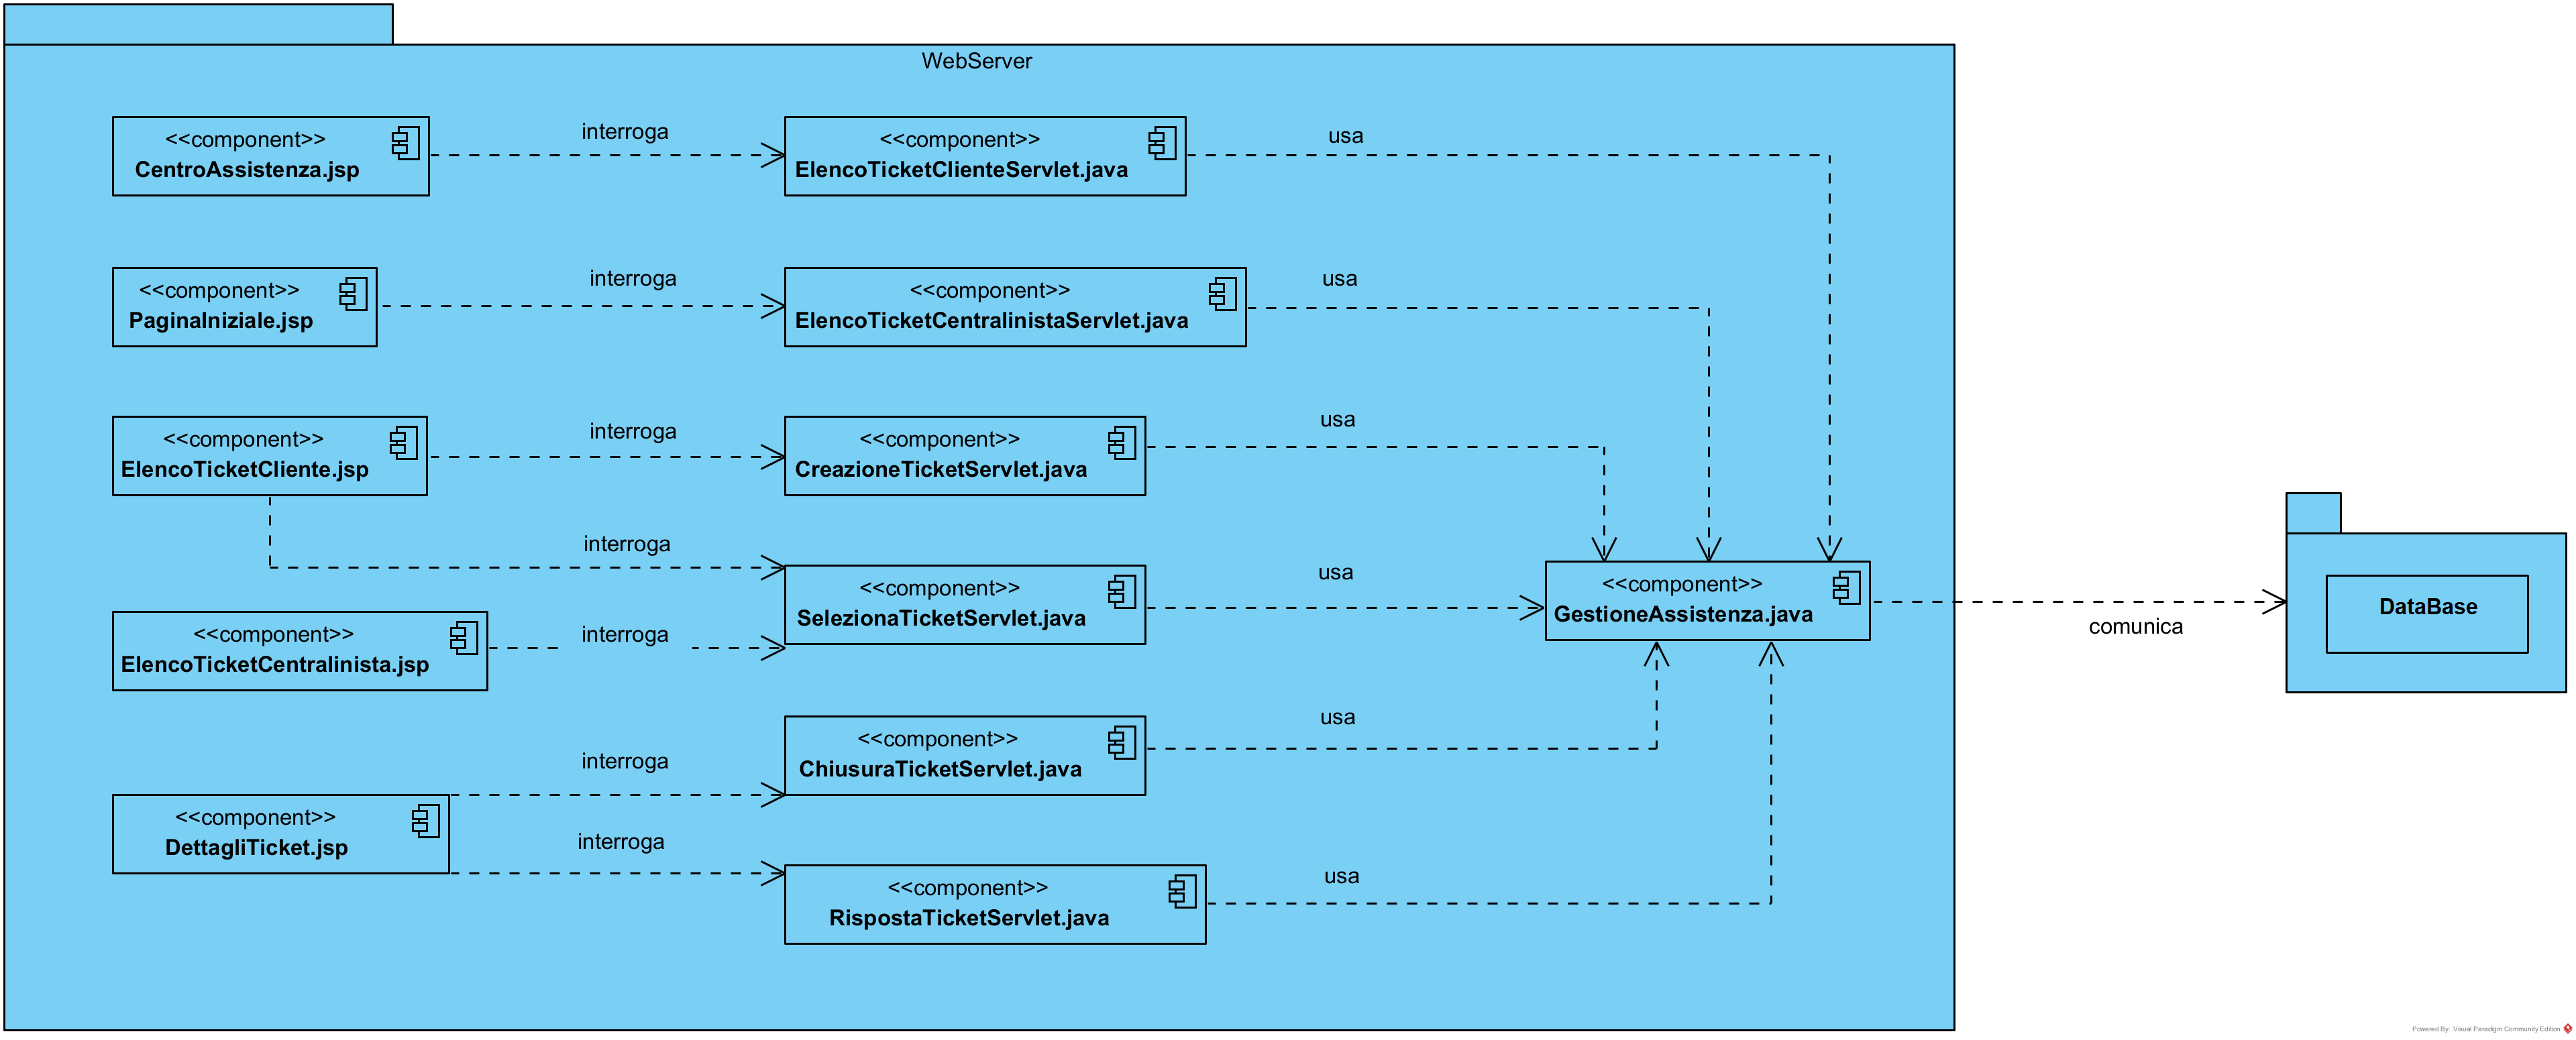 WebServer
<<component>>
CentroAssistenza.jsp
interroga
<<component>>
ElencoTicketClienteServlet.java
usa
<<component>>
PaginaIniziale.jsp
interroga
<<component>>
ElencoTicketCentralinistaServlet.java
usa
<<component>>
ElencoTicketCliente.jsp
interroga
<<component>>
CreazioneTicketServlet.java
usa
interroga
<<component>>
SelezionaTicketServlet.java
usa
<<component>>
GestioneAssistenza.java
comunica
DataBase
<<component>>
ElencoTicketCentralinista.jsp
interroga
<<component>>
ChiusuraTicketServlet.java
usa
interroga
<<component>>
DettagliTicket.jsp
interroga
<<component>>
RispostaTicketServlet.java
usa
Powered By: Visual Paradigm Community Edition